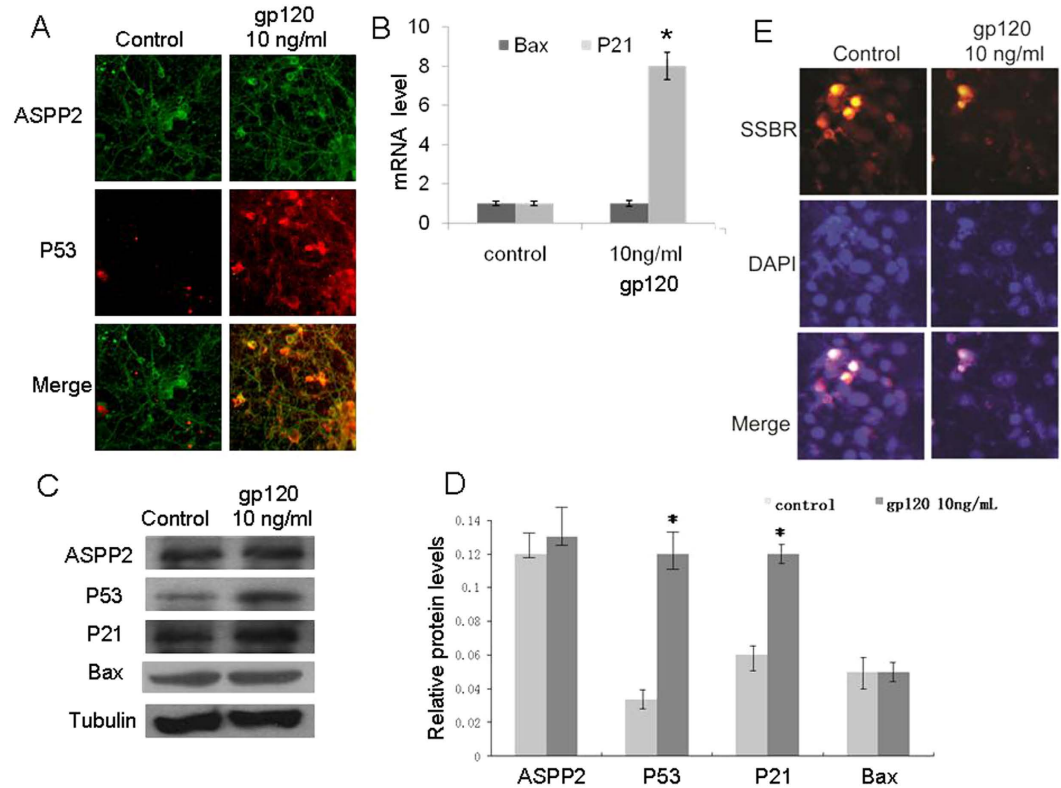 A
Control
gp120
10 ng/ml
ASPP2
P53
Merge
B
Bax P21
*
mRNA level
10
8
6
4
2
0
control 10ng/ml
gp120
E
Control
gp120
10 ng/ml
SSBR
DAPI
Merge
C
Control
gp120
10 ng/ml
ASPP2
P53
P21
Bax
Tubulin
D
control gp120 10ng/mL
Relative protein levels
0.14
0.12
0.1
0.08
0.06
0.04
0.02
0
* *
ASPP2 P53 P21 Bax